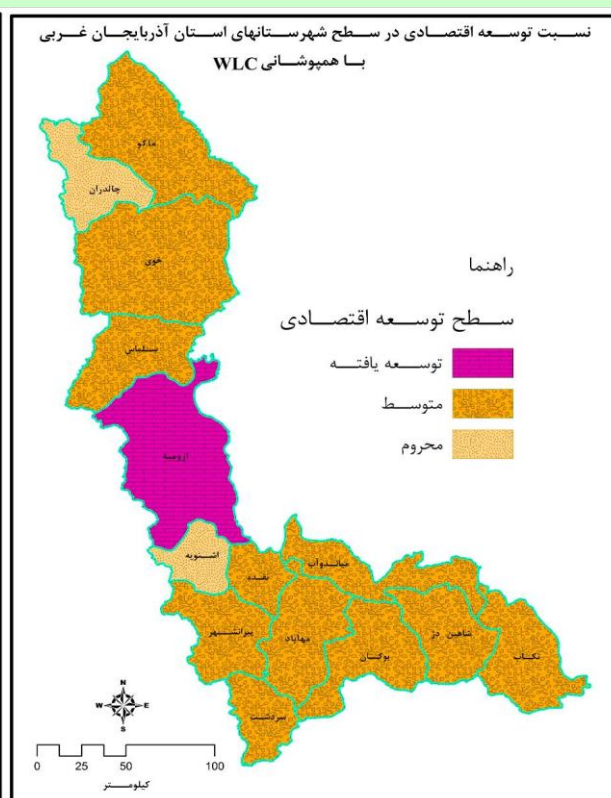 نسبت توسعه اقتصادی در سطح شهرستانهای استان آذربایجان غربی
با همپوشانی WLC
ماکو
چالدران
خوی
سلماس
ارومیه
اشنویه
نقده
میاندوآب
پیرانشهر
مهاباد
بوکان
شاهین دژ
تکاب
سردشت
راهنما
سطح توسعه اقتصادی
توسعه یافته
متوسط
محروم
N
W E
S
0 25 50 100
کیلومتر